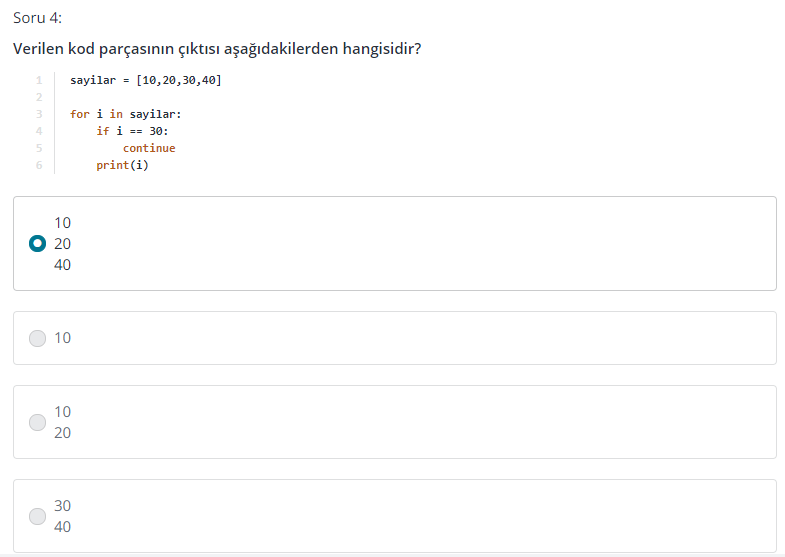 Soru 4:
Verilen kod parçasının çıktısı aşağıdakilerden hangisidir?
1 sayilar = [10,20,30,40]
2
3 for i in sayilar:
4     if i == 30:
5         continue
6     print(i)
10
20
40
10
10
20
30
40